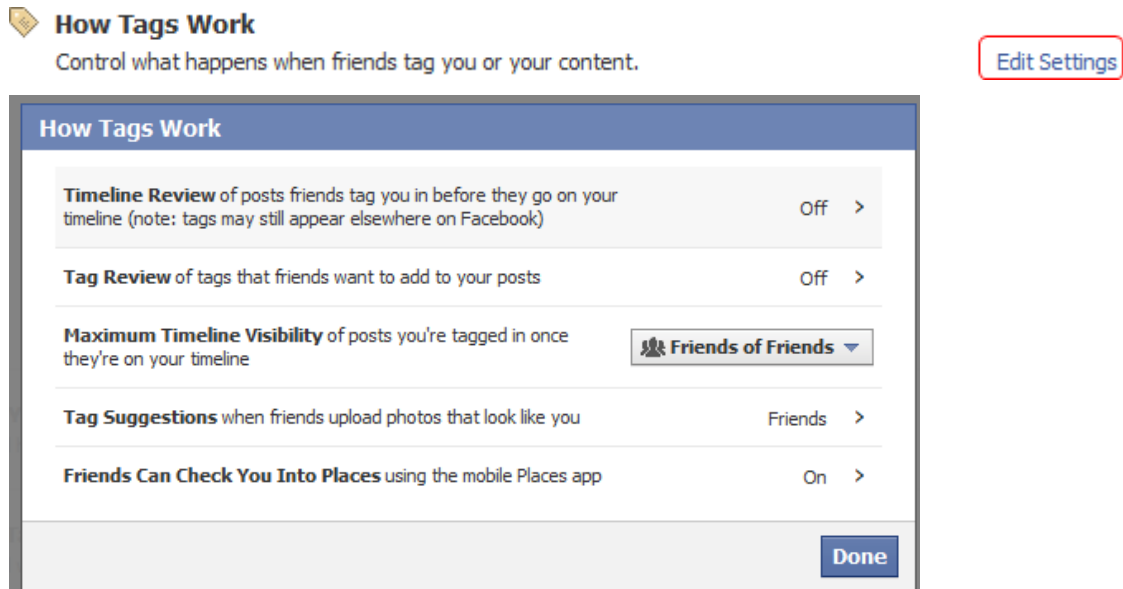 How Tags Work
Control what happens when friends tag you or your content.
Edit Settings
How Tags Work
Timeline Review of posts friends tag you in before they go on your
timeline (note: tags may still appear elsewhere on Facebook)
Off >
Tag Review of tags that friends want to add to your posts
Off >
Maximum Timeline Visibility of posts you're tagged in once
they're on your timeline
Friends of Friends
Tag Suggestions when friends upload photos that look like you
Friends >
Friends Can Check You Into Places using the mobile Places app
On >
Done